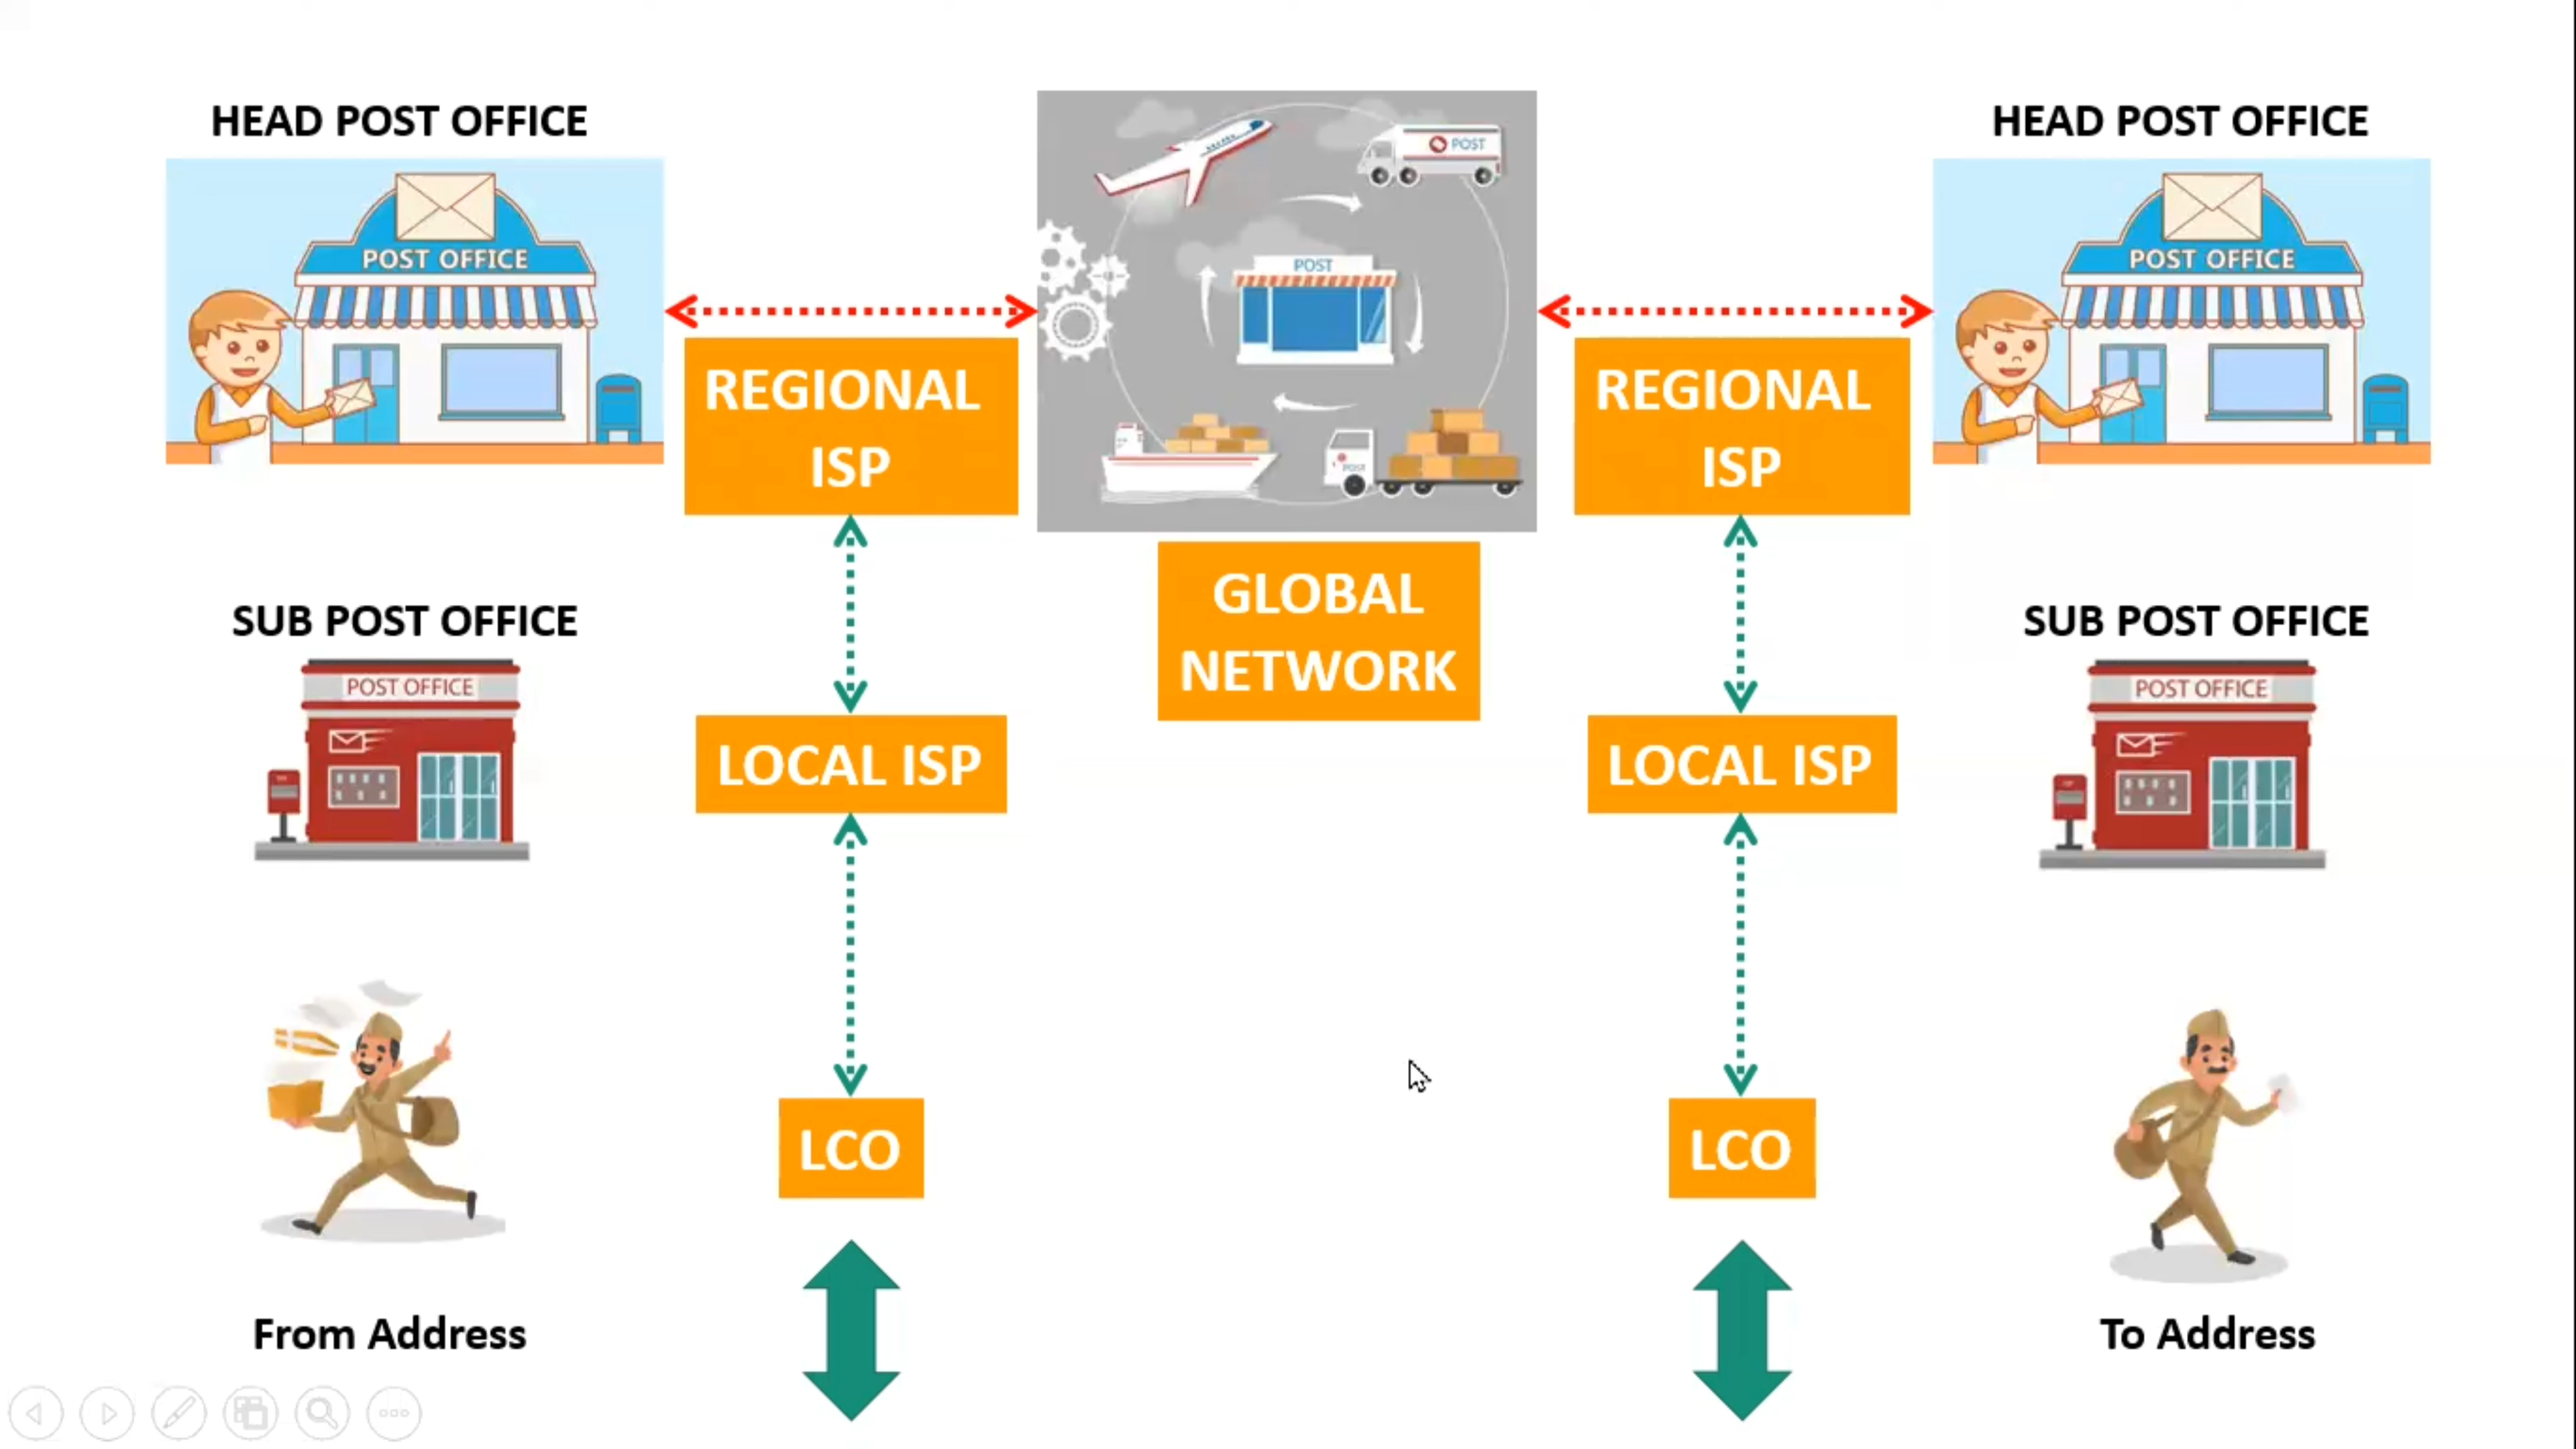 HEAD POST OFFICE
HEAD POST OFFICE
POST
POST OFFICE
POST OFFICE
POST
REGIONAL
ISP
REGIONAL
ISP
POST
GLOBAL
NETWORK
SUB POST OFFICE
SUB POST OFFICE
POST OFFICE
POST OFFICE
LOCAL ISP
LOCAL ISP
LCO
LCO
From Address
To Address